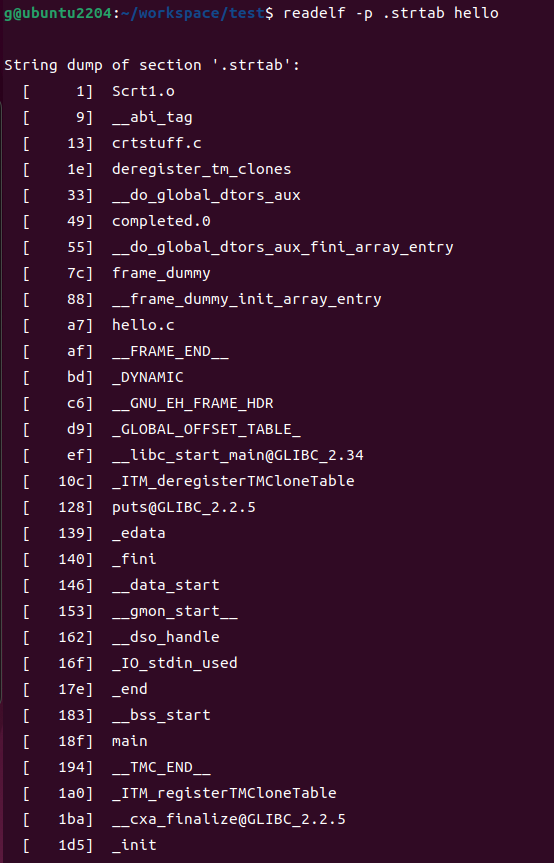 g@ubuntu2204:~/workspace/test$ readelf -p .strtab hello
String dump of section '.strtab':
[     1]  Scrt1.o
[     9]  __abi_tag
[    13]  crtstuff.c
[    1e]  deregister_tm_clones
[    33]  __do_global_dtors_aux
[    49]  completed.0
[    55]  __do_global_dtors_aux_fini_array_entry
[    7c]  frame_dummy
[    88]  __frame_dummy_init_array_entry
[    a7]  hello.c
[    af]  __FRAME_END__
[    bd]  _DYNAMIC
[    c6]  __GNU_EH_FRAME_HDR
[    d9]  _GLOBAL_OFFSET_TABLE_
[    ef]  __libc_start_main@GLIBC_2.34
[   10c]  _ITM_deregisterTMCloneTable
[   128]  puts@GLIBC_2.2.5
[   139]  _edata
[   140]  _fini
[   146]  __data_start
[   153]  __gmon_start__
[   162]  __dso_handle
[   16f]  _IO_stdin_used
[   17e]  _end
[   183]  __bss_start
[   18f]  main
[   194]  __TMC_END__
[   1a0]  _ITM_registerTMCloneTable
[   1ba]  __cxa_finalize@GLIBC_2.2.5
[   1d5]  _init